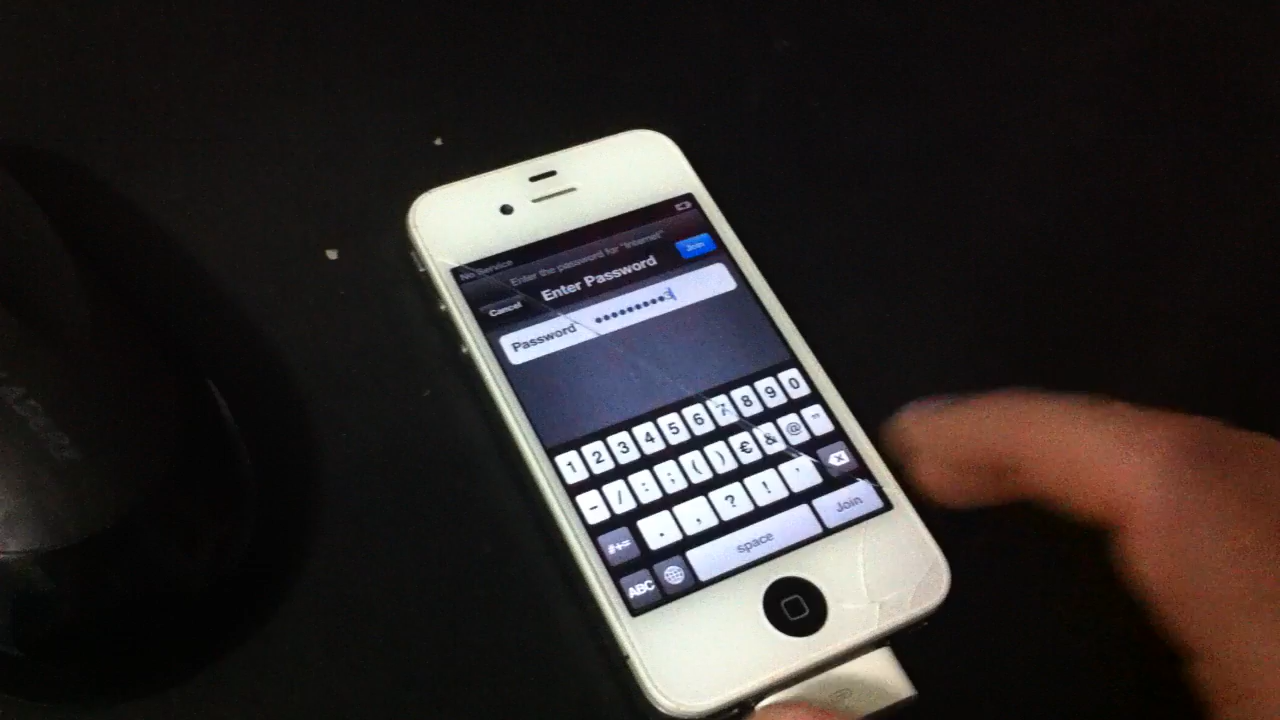 No Service
Enter the password for "Internet"
Cancel
Enter Password
Join
Password •••••••••3
1 2 3 4 5 6 7 8 9 0
- / : ; ( ) € & @ "
#+= . , ? ! '
ABC space Join